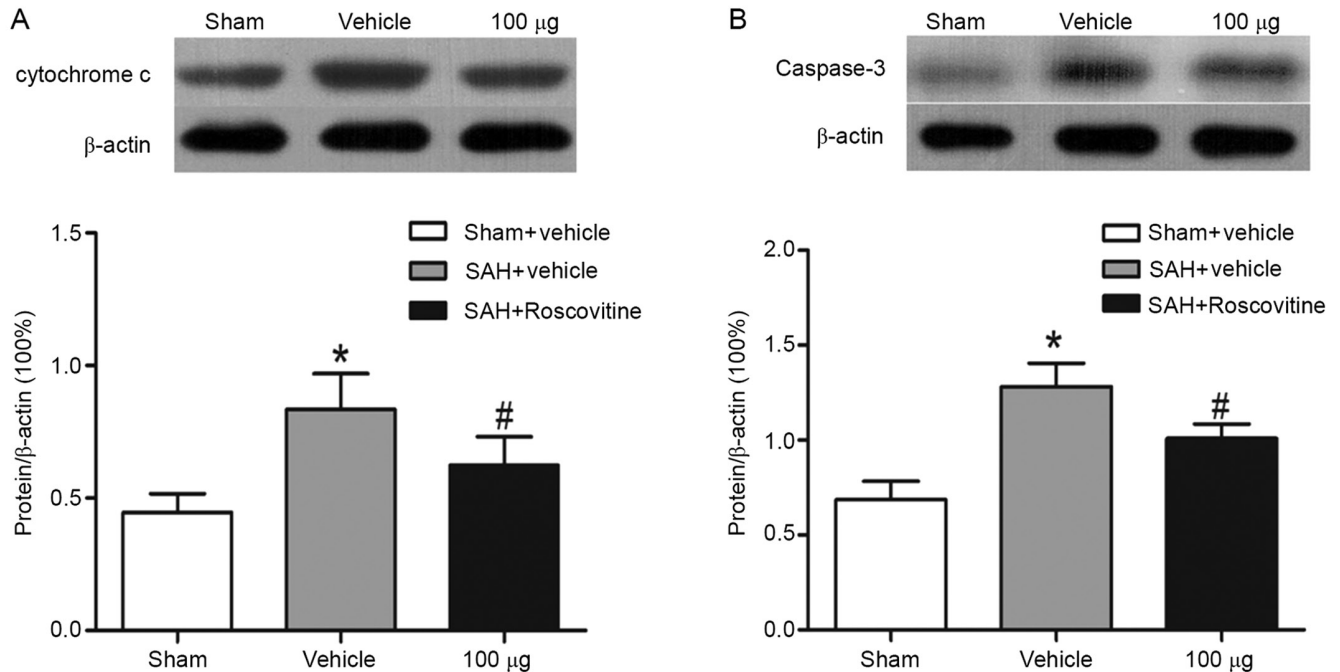 A
Sham Vehicle 100 μg
cytochrome c
β-actin
Sham+vehicle
SAH+vehicle
SAH+Roscovitine
Protein/β-actin (100%)
1.5
1.0
0.5
0.0
*
#
Sham Vehicle 100 μg
B
Sham Vehicle 100 μg
Caspase-3
β-actin
Sham+vehicle
SAH+vehicle
SAH+Roscovitine
Protein/β-actin (100%)
2.0
1.5
1.0
0.5
0.0
*
#
Sham Vehicle 100 μg